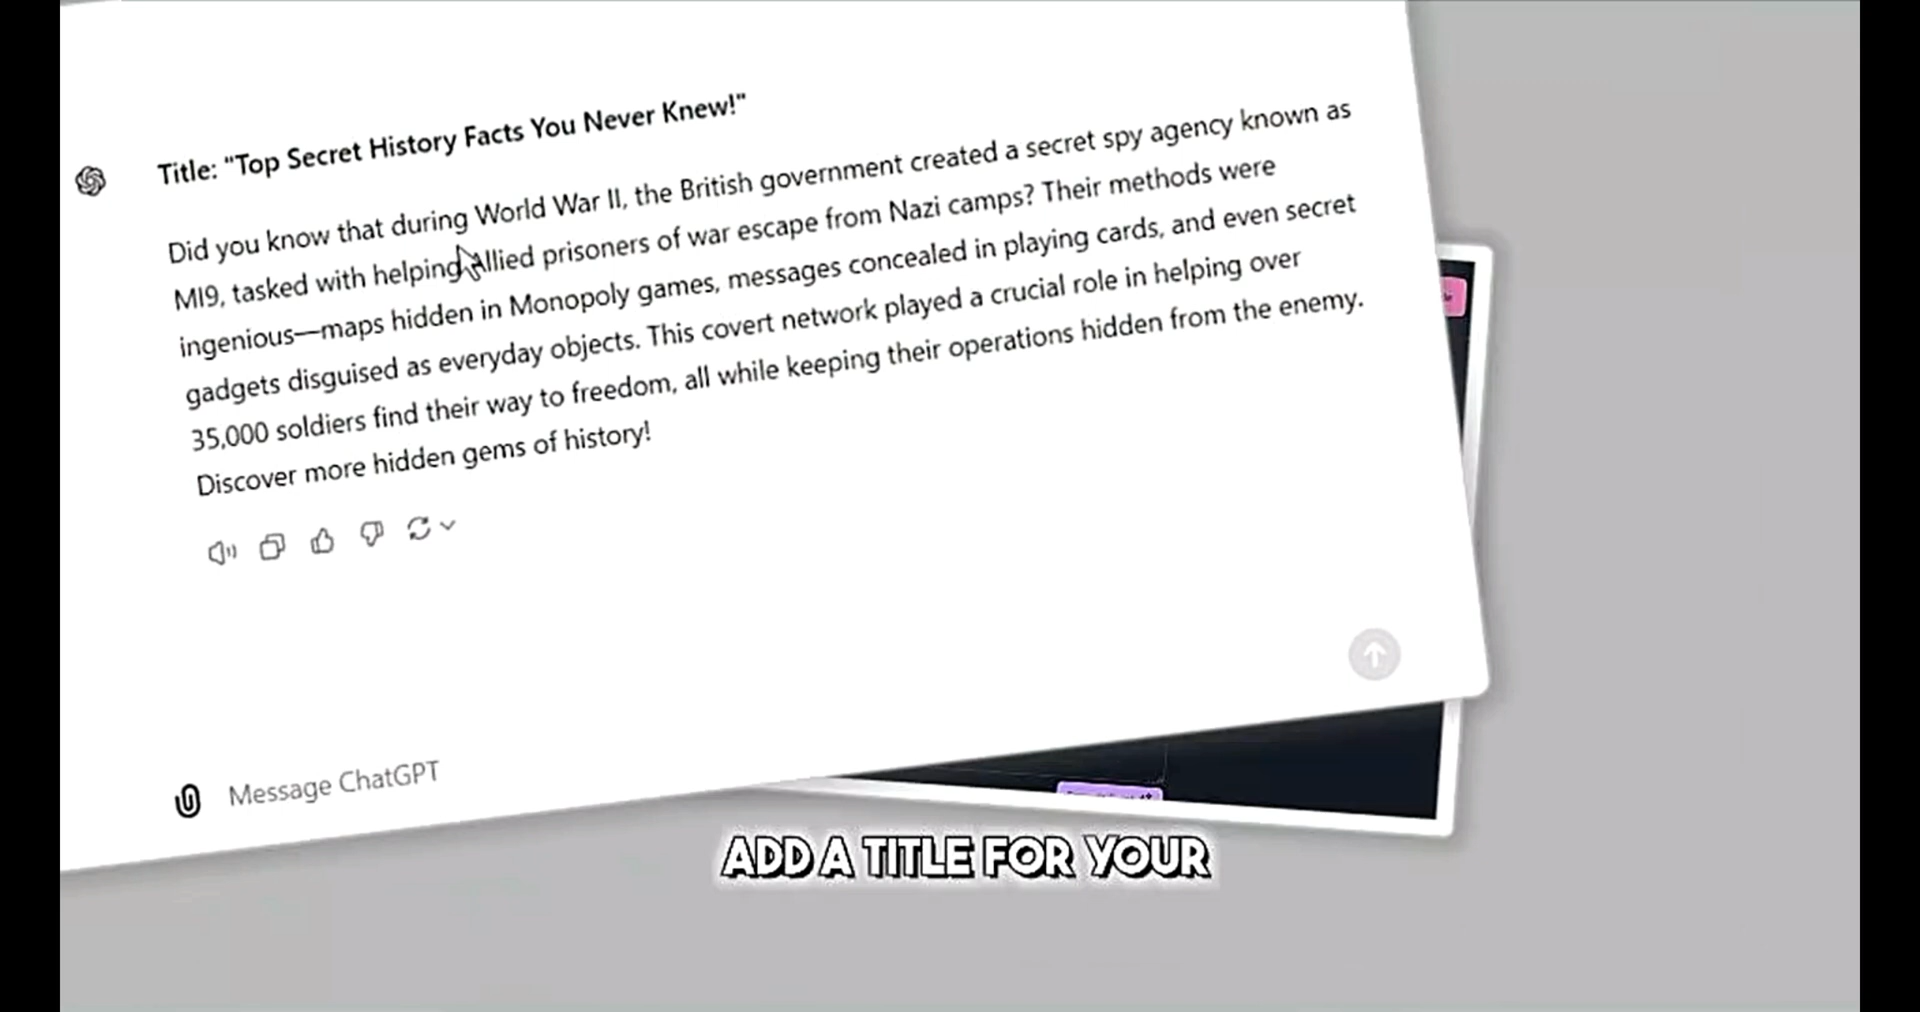 Title: "Top Secret History Facts You Never Knew!"
Did you know that during World War II, the British government created a secret spy agency known as
MI9, tasked with helping Allied prisoners of war escape from Nazi camps? Their methods were
ingenious—maps hidden in Monopoly games, messages concealed in playing cards, and even secret
gadgets disguised as everyday objects. This covert network played a crucial role in helping over
35,000 soldiers find their way to freedom, all while keeping their operations hidden from the enemy.
Discover more hidden gems of history!
Message ChatGPT
ADD A TITLE FOR YOUR